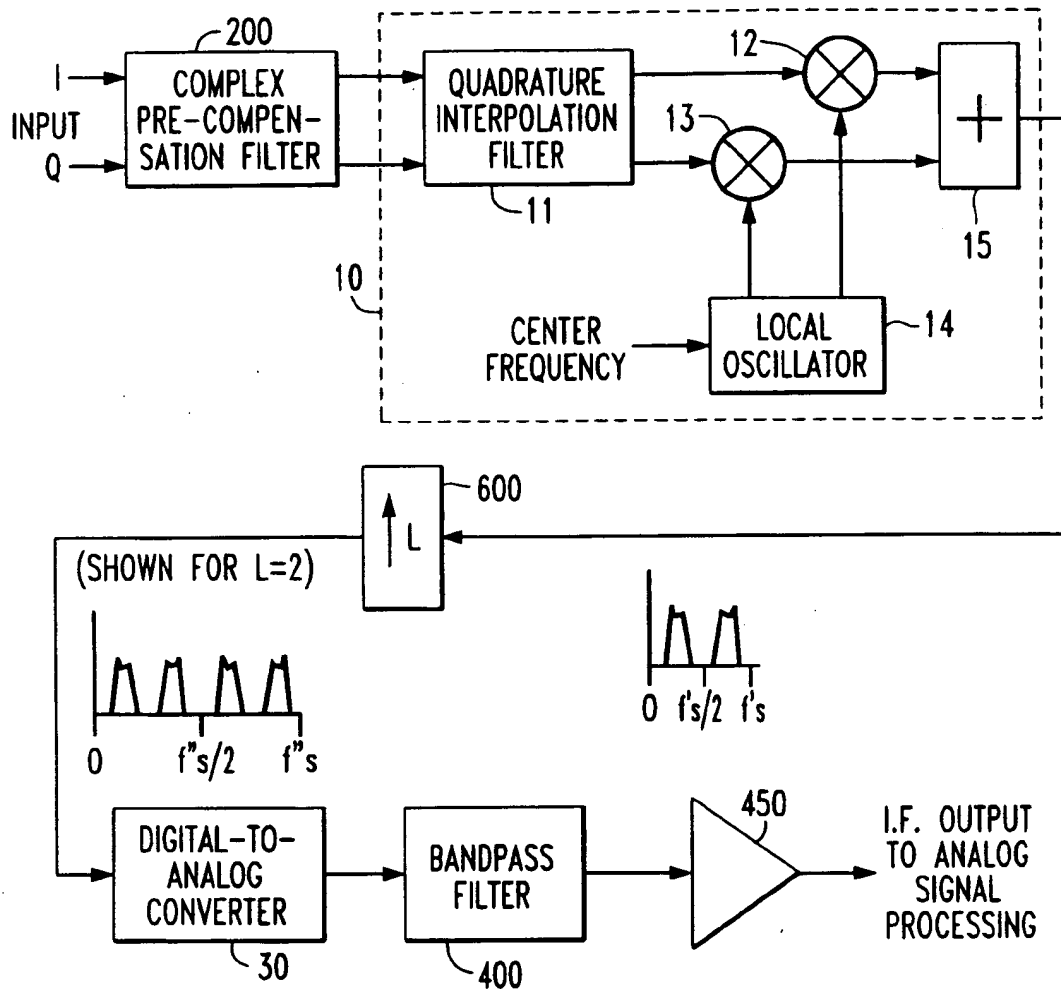 200
I
INPUT
Q
COMPLEX
PRE-COMPEN-
SATION FILTER
QUADRATURE
INTERPOLATION
FILTER
11
12
13
+
15
10
CENTER
FREQUENCY
LOCAL
OSCILLATOR
14
L
600
(SHOWN FOR L=2)
0
f"s/2
f"s
0
f's/2
f's
DIGITAL-TO-
ANALOG
CONVERTER
30
BANDPASS
FILTER
400
450
I.F. OUTPUT
TO ANALOG
SIGNAL
PROCESSING